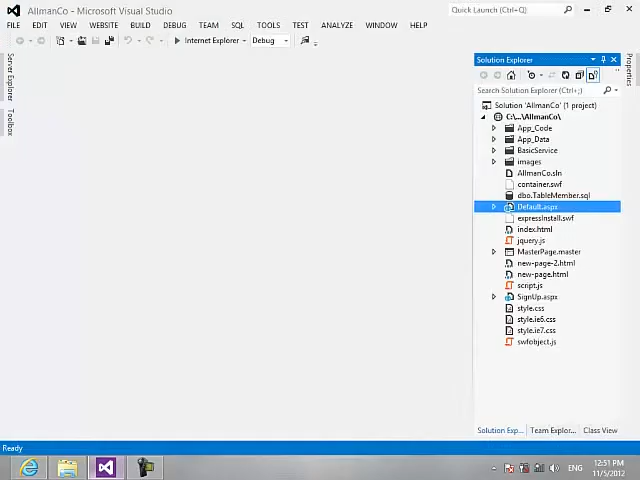 AllmanCo - Microsoft Visual Studio
Quick Launch (Ctrl+Q)
FILE EDIT VIEW WEBSITE BUILD DEBUG TEAM SQL TOOLS TEST ANALYZE WINDOW HELP
Internet Explorer Debug
Server Explorer
Toolbox
Solution Explorer
Properties
Search Solution Explorer (Ctrl+;)
Solution 'AllmanCo' (1 project)
C:\...\AllmanCo\
App_Code
App_Data
BasicService
images
AllmanCo.sln
container.swf
dbo.TableMember.sql
Default.aspx
expressInstall.swf
index.html
jquery.js
MasterPage.master
new-page-2.html
new-page.html
script.js
SignUp.aspx
style.css
style.ie6.css
style.ie7.css
swfobject.js
Solution Exp... Team Explor... Class View
Ready
ENG
12:51 PM
11/5/2012